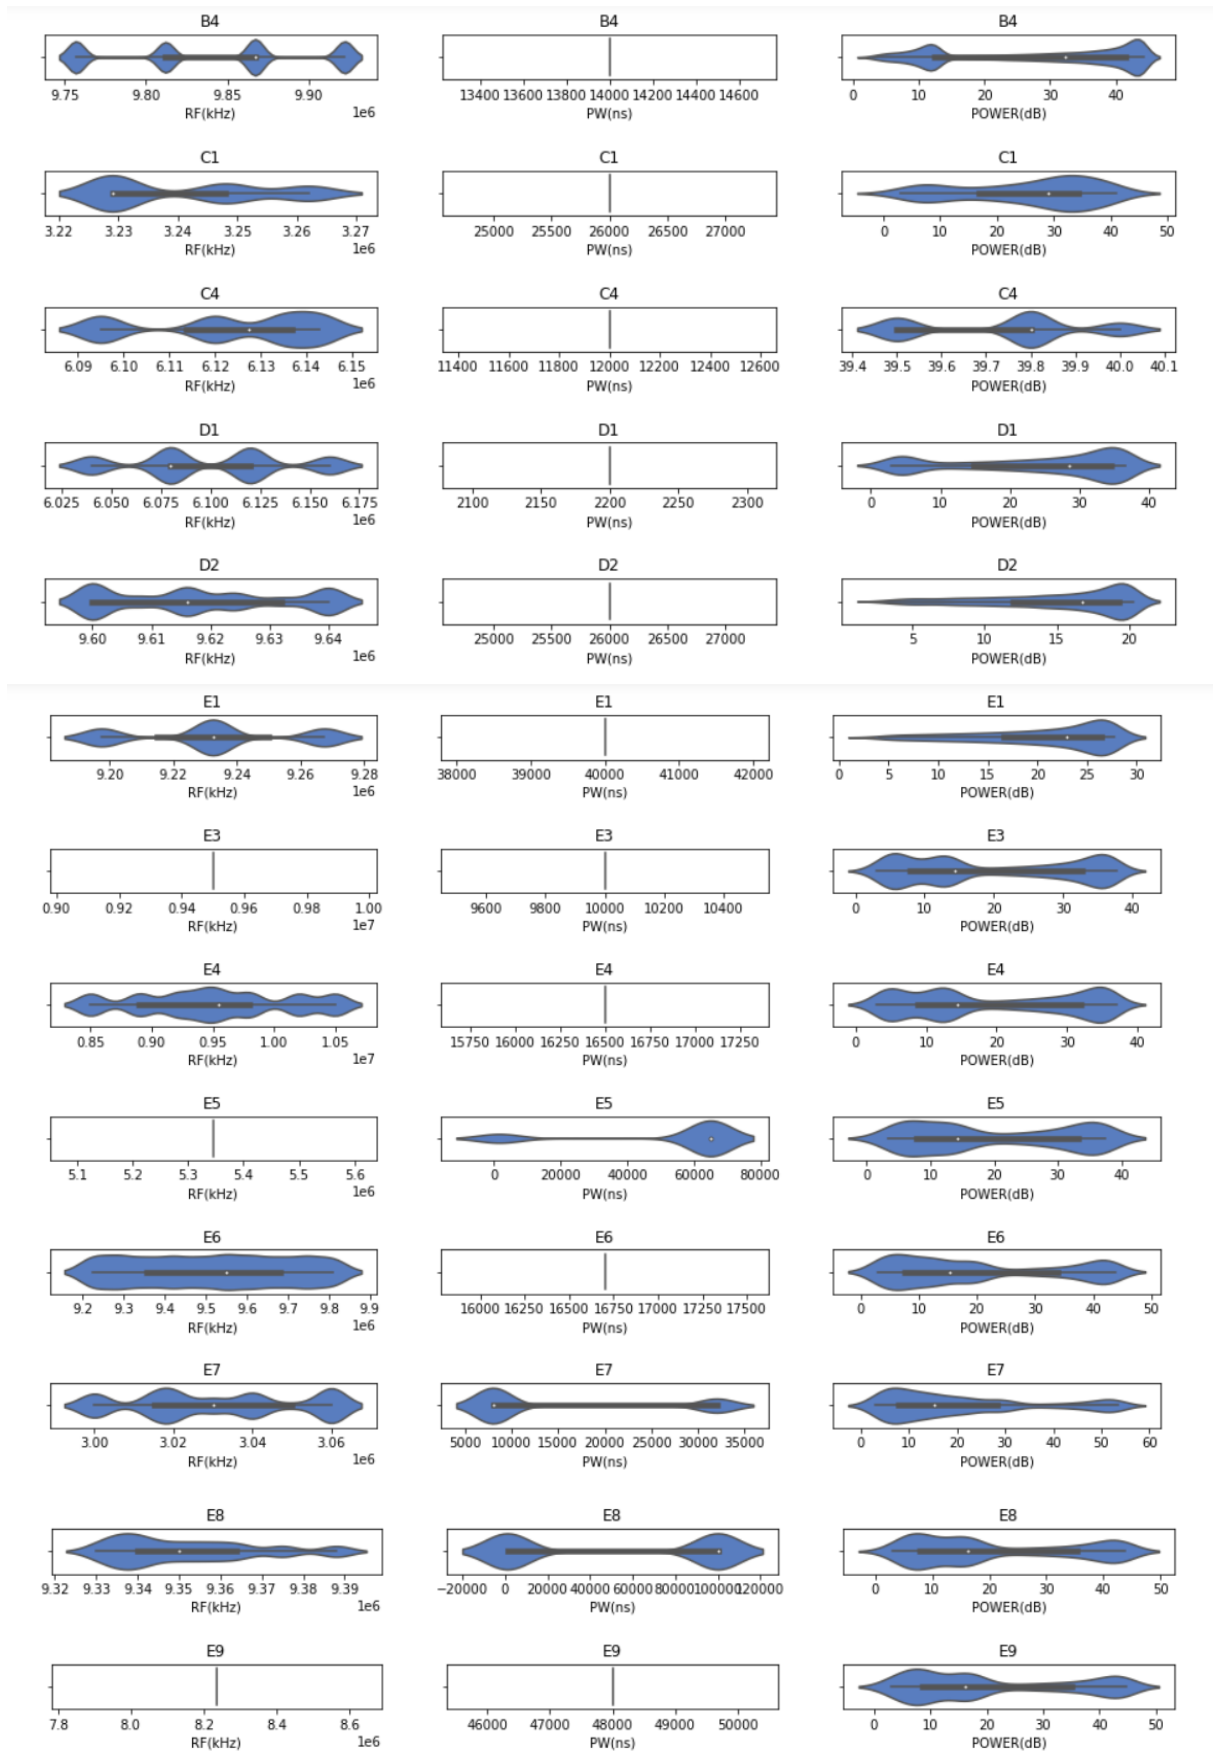 B4 B4 B4
9.75 9.80 9.85 9.90 13400 13600 13800 14000 14200 14400 14600 0 10 20 30 40
RF(kHz) 1e6 PW(ns) POWER(dB)
C1 C1 C1
3.22 3.23 3.24 3.25 3.26 3.27 25000 25500 26000 26500 27000 0 10 20 30 40 50
RF(kHz) 1e6 PW(ns) POWER(dB)
C4 C4 C4
6.09 6.10 6.11 6.12 6.13 6.14 6.15 11400 11600 11800 12000 12200 12400 12600 39.4 39.5 39.6 39.7 39.8 39.9 40.0 40.1
RF(kHz) 1e6 PW(ns) POWER(dB)
D1 D1 D1
6.025 6.050 6.075 6.100 6.125 6.150 6.175 2100 2150 2200 2250 2300 0 10 20 30 40
RF(kHz) 1e6 PW(ns) POWER(dB)
D2 D2 D2
9.60 9.61 9.62 9.63 9.64 25000 25500 26000 26500 27000 5 10 15 20
RF(kHz) 1e6 PW(ns) POWER(dB)
E1 E1 E1
9.20 9.22 9.24 9.26 9.28 38000 39000 40000 41000 42000 0 5 10 15 20 25 30
RF(kHz) 1e6 PW(ns) POWER(dB)
E3 E3 E3
0.90 0.92 0.94 0.96 0.98 1.00 9600 9800 10000 10200 10400 0 10 20 30 40
RF(kHz) 1e7 PW(ns) POWER(dB)
E4 E4 E4
0.85 0.90 0.95 1.00 1.05 15750 16000 16250 16500 16750 17000 17250 0 10 20 30 40
RF(kHz) 1e7 PW(ns) POWER(dB)
E5 E5 E5
5.1 5.2 5.3 5.4 5.5 5.6 0 20000 40000 60000 80000 0 10 20 30 40
RF(kHz) 1e6 PW(ns) POWER(dB)
E6 E6 E6
9.2 9.3 9.4 9.5 9.6 9.7 9.8 9.9 16000 16250 16500 16750 17000 17250 17500 0 10 20 30 40 50
RF(kHz) 1e6 PW(ns) POWER(dB)
E7 E7 E7
3.00 3.02 3.04 3.06 5000 10000 15000 20000 25000 30000 35000 0 10 20 30 40 50 60
RF(kHz) 1e6 PW(ns) POWER(dB)
E8 E8 E8
9.32 9.33 9.34 9.35 9.36 9.37 9.38 9.39 −20000 0 20000 40000 60000 80000 100000 120000 0 10 20 30 40 50
RF(kHz) 1e6 PW(ns) POWER(dB)
E9 E9 E9
7.8 8.0 8.2 8.4 8.6 46000 47000 48000 49000 50000 0 10 20 30 40 50
RF(kHz) 1e6 PW(ns) POWER(dB)